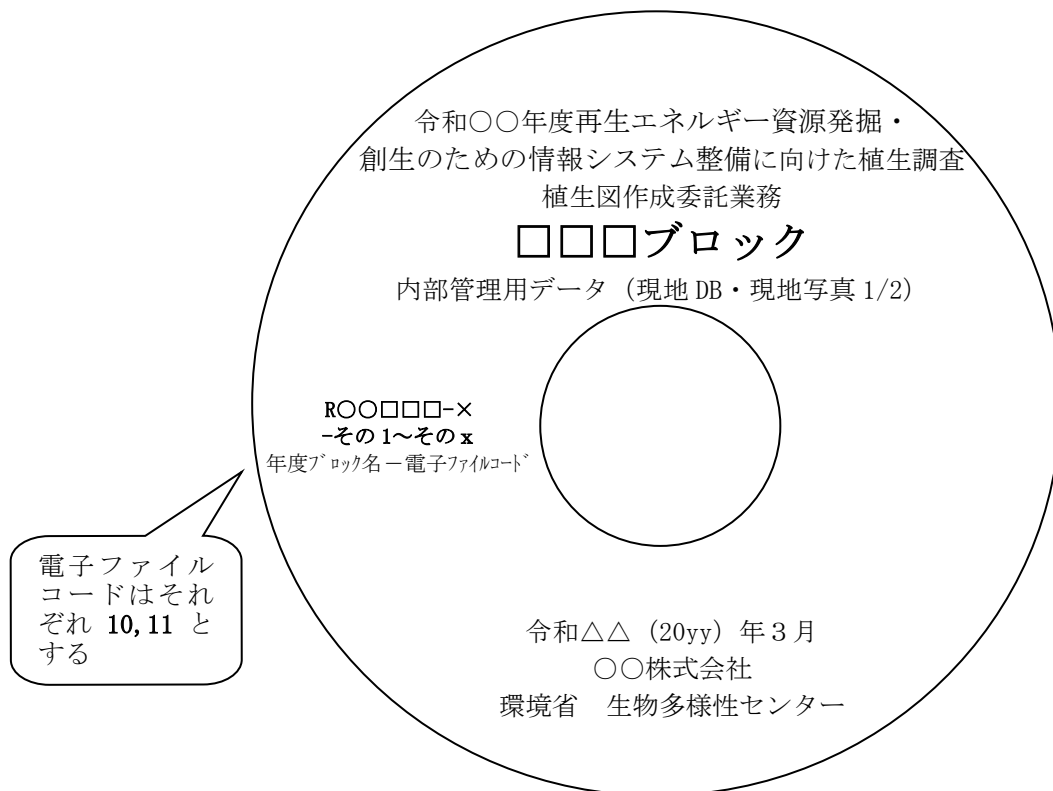 令和○○年度再生エネルギー資源発掘・
創生のための情報システム整備に向けた植生調査
植生図作成委託業務
□□□ブロック
内部管理用データ（現地 DB・現地写真 1/2）
R○○□□□-×
-その1～そのx
年度ﾌﾞﾛｯｸ名－電子ﾌｧｲﾙｺｰﾄﾞ
電子ファイル
コードはそれ
ぞれ 10,11 と
する
令和△△（20yy）年３月
○○株式会社
環境省　生物多様性センター